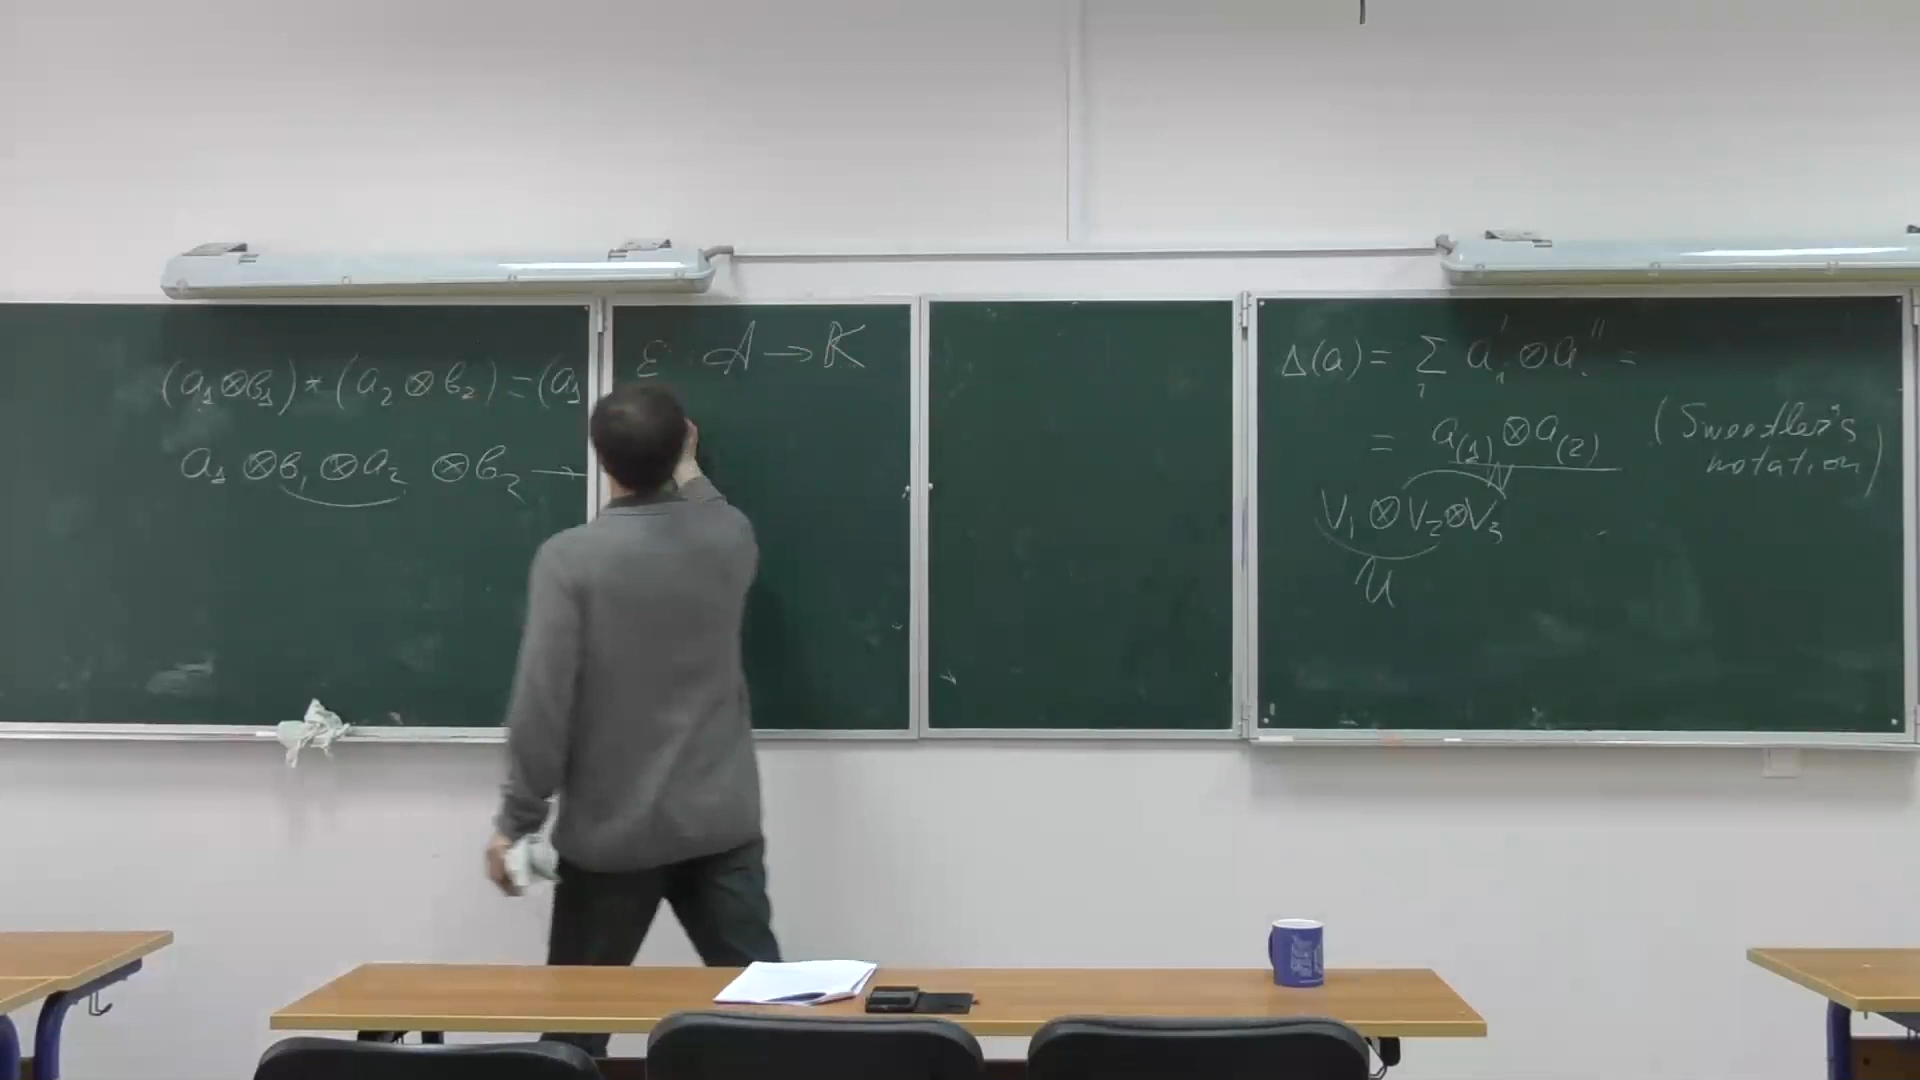 (a₁ ⊗ b₁) * (a₂ ⊗ b₂) = (a₁
a₁ ⊗ b₁ ⊗ a₂ ⊗ b₂ →
ε A → K
Δ(a) = Σ a' ⊗ a'' =
= a₍₁₎ ⊗ a₍₂₎ (Sweedler's
notation)
V₁ ⊗ V₂ ⊗ V₃
U